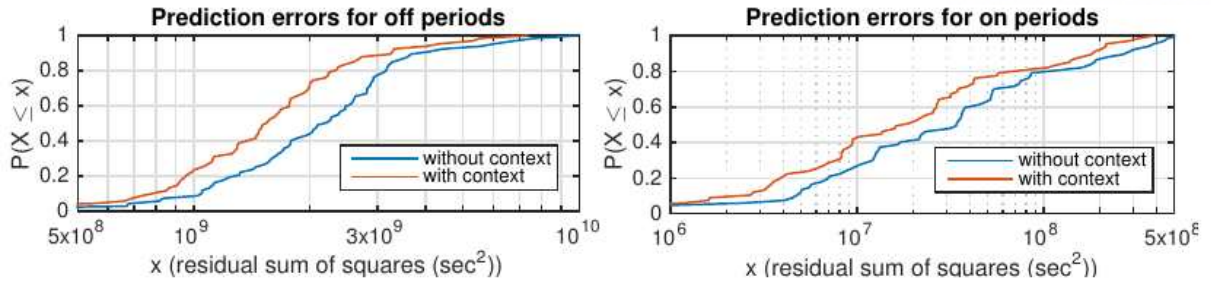 Prediction errors for off periods
P(X ≤ x)
1
0.8
0.6
0.4
0.2
0
without context
with context
5x10⁸
10⁹
3x10⁹
10¹⁰
x (residual sum of squares (sec²))
Prediction errors for on periods
P(X ≤ x)
1
0.8
0.6
0.4
0.2
0
without context
with context
10⁶
10⁷
10⁸
5x10⁸
x (residual sum of squares (sec²))